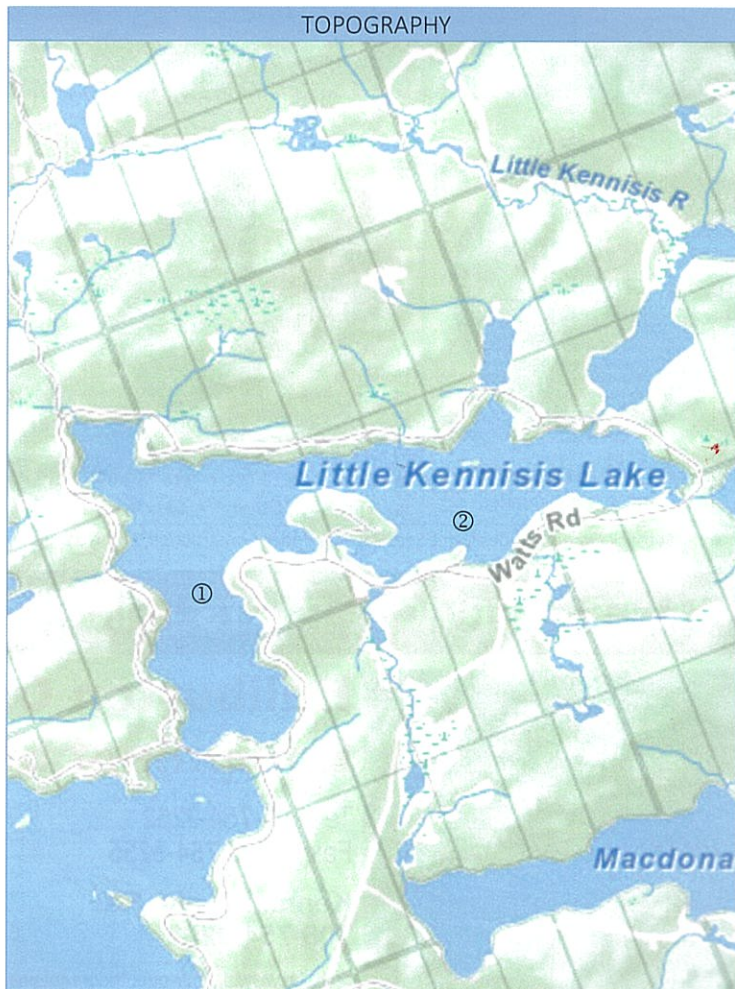 TOPOGRAPHY
Little Kennisis R
Little Kennisis Lake
②
Watts Rd
①
Macdona